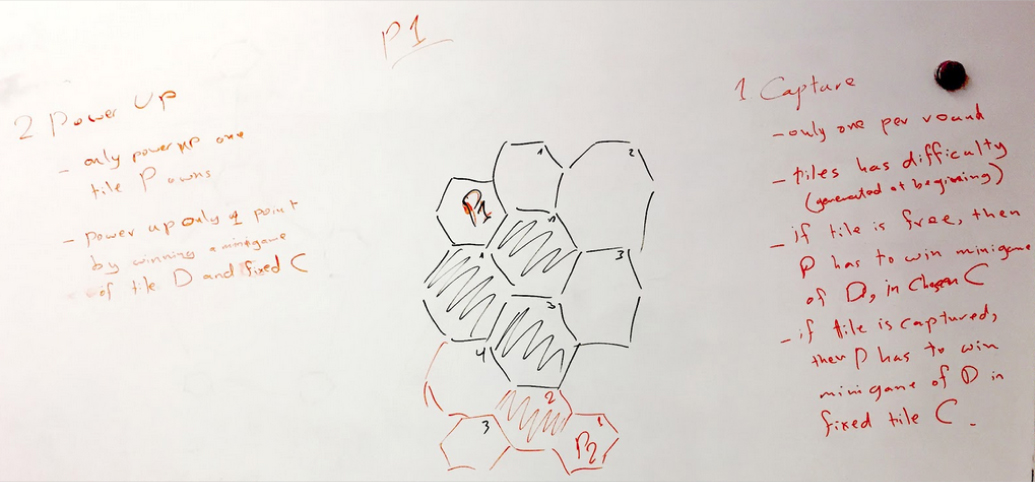 P1
2 Power Up
- only power up one
tile P owns
- power up only 1 point
by winning a minigame
of tile D and fixed C
1 Capture
- only one per round
- tiles has difficulty
(generated at beginning)
- if tile is free, then
P has to win minigame
of D, in Chosen C
- if tile is captured,
then P has to win
minigame of D in
fixed tile C.
1
2
P1
5
3
1
3
4
2
3
1
P2